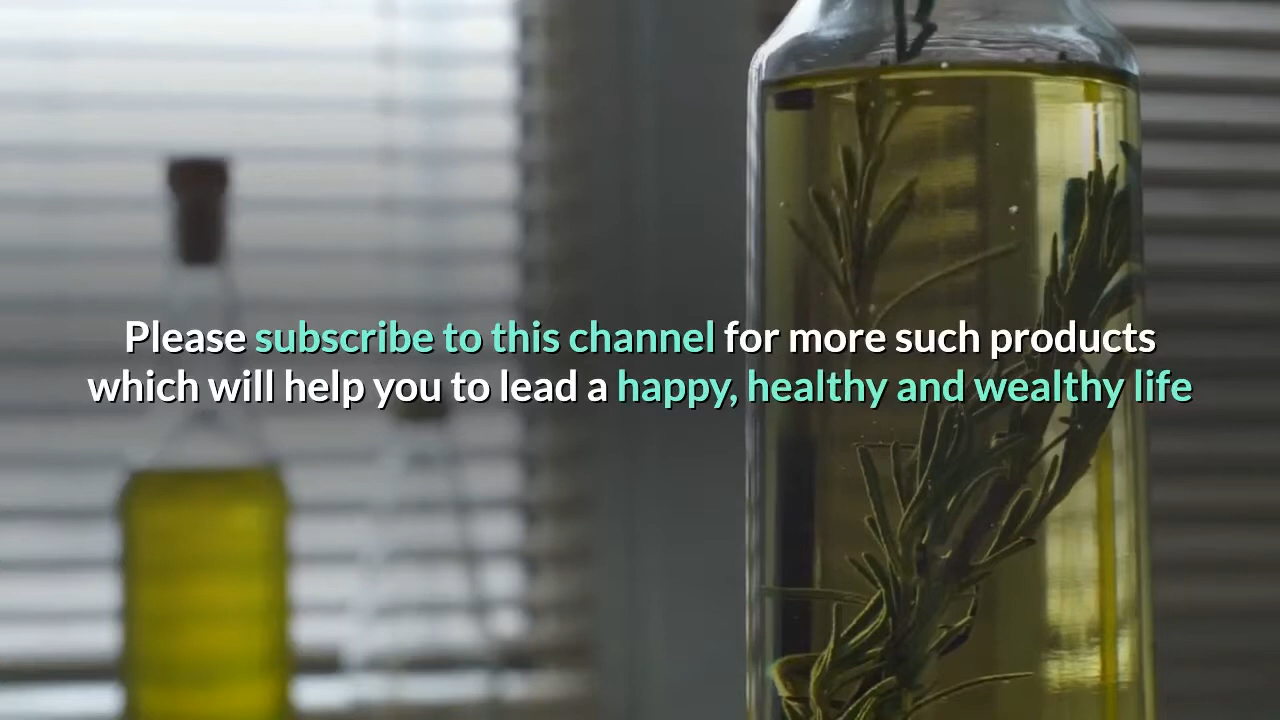 Please subscribe to this channel for more such products
which will help you to lead a happy, healthy and wealthy life